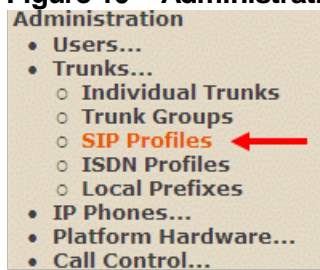 Administration
• Users...
• Trunks...
○ Individual Trunks
○ Trunk Groups
○ SIP Profiles
○ ISDN Profiles
○ Local Prefixes
• IP Phones...
• Platform Hardware...
• Call Control...